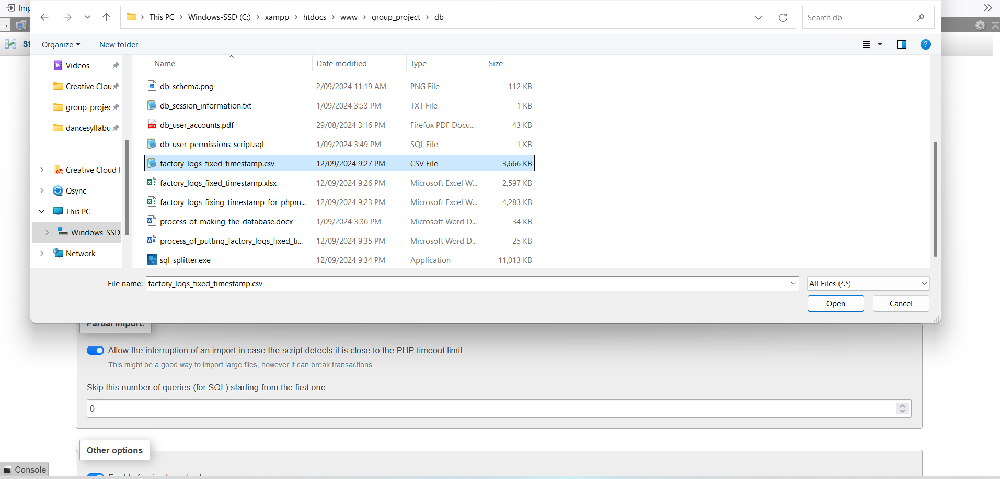 Imp
This PC > Windows-SSD (C:) > xampp > htdocs > www > group_project > db
Search db
Organize
New folder
St
Videos
Creative Clou
group_projec
dancesyllabu
Creative Cloud F
Qsync
This PC
Windows-SSD
Network
Name Date modified Type Size
db_schema.png 2/09/2024 11:19 AM PNG File 112 KB
db_session_information.txt 1/09/2024 3:53 PM TXT File 1 KB
db_user_accounts.pdf 29/08/2024 3:16 PM Firefox PDF Docu... 43 KB
db_user_permissions_script.sql 1/09/2024 3:49 PM SQL File 1 KB
factory_logs_fixed_timestamp.csv 12/09/2024 9:27 PM CSV File 3,666 KB
factory_logs_fixed_timestamp.xlsx 12/09/2024 9:26 PM Microsoft Excel W... 2,597 KB
factory_logs_fixing_timestamp_for_phpm... 12/09/2024 9:23 PM Microsoft Excel W... 4,283 KB
process_of_making_the_database.docx 1/09/2024 3:36 PM Microsoft Word D... 34 KB
process_of_putting_factory_logs_fixed_ti... 12/09/2024 9:35 PM Microsoft Word D... 25 KB
sql_splitter.exe 12/09/2024 9:34 PM Application 11,013 KB
File name: factory_logs_fixed_timestamp.csv
All Files (*.*)
Open
Cancel
Partial import:
Allow the interruption of an import in case the script detects it is close to the PHP timeout limit.
This might be a good way to import large files, however it can break transactions.
Skip this number of queries (for SQL) starting from the first one:
0
Other options
Console